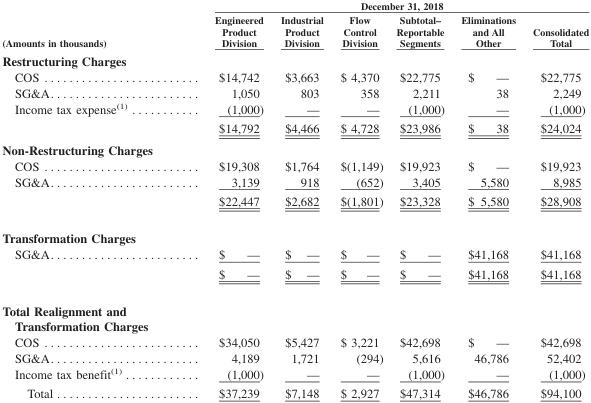 December 31, 2018
(Amounts in thousands) Engineered Product Division Industrial Product Division Flow Control Division Subtotal– Reportable Segments Eliminations and All Other Consolidated Total
Restructuring Charges
COS ........................ $14,742 $3,663 $ 4,370 $22,775 $ — $22,775
SG&A........................ 1,050 803 358 2,211 38 2,249
Income tax expense(1) ........... (1,000) — — (1,000) — (1,000)
$14,792 $4,466 $ 4,728 $23,986 $ 38 $24,024
Non-Restructuring Charges
COS ........................ $19,308 $1,764 $(1,149) $19,923 $ — $19,923
SG&A........................ 3,139 918 (652) 3,405 5,580 8,985
$22,447 $2,682 $(1,801) $23,328 $ 5,580 $28,908
Transformation Charges
SG&A........................ $ — $ — $ — $ — $41,168 $41,168
$ — $ — $ — $ — $41,168 $41,168
Total Realignment and
Transformation Charges
COS ........................ $34,050 $5,427 $ 3,221 $42,698 $ — $42,698
SG&A........................ 4,189 1,721 (294) 5,616 46,786 52,402
Income tax benefit(1) ............ (1,000) — — (1,000) — (1,000)
Total ....................... $37,239 $7,148 $ 2,927 $47,314 $46,786 $94,100